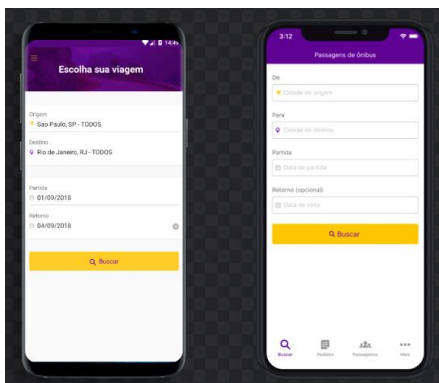 14:45
Escolha sua viagem
Origem
Sao Paulo, SP - TODOS
Destino
Rio de Janeiro, RJ - TODOS
Partida
01/09/2018
Retorno
04/09/2018
Buscar
3:12
Passagens de ônibus
De
Cidade de origem
Para
Cidade de destino
Partida
Data de partida
Retorno (opcional)
Data de volta
Buscar
Buscar
Pedidos
Passageiros
Mais